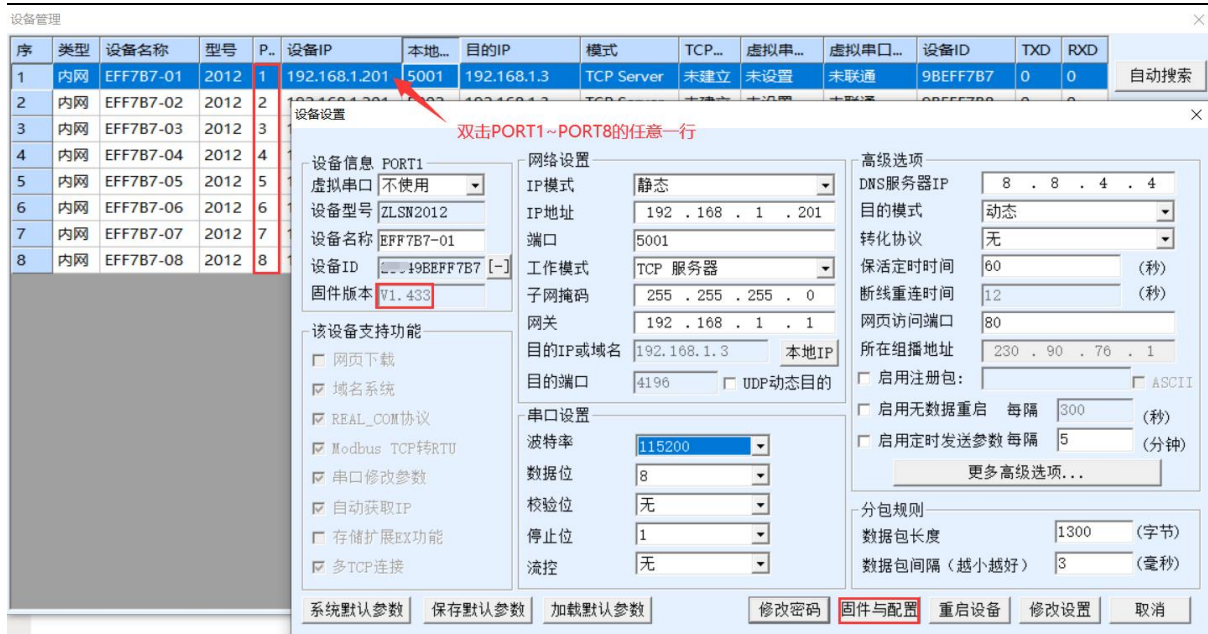 设备管理
序 类型 设备名称 型号 P.. 设备IP 本地... 目的IP 模式 TCP... 虚拟串... 虚拟串口... 设备ID TXD RXD
1 内网 EFF7B7-01 2012 1 192.168.1.201 5001 192.168.1.3 TCP Server 未建立 未设置 未联通 9BEFF7B7 0 0
自动搜索
2 内网 EFF7B7-02 2012 2
3 内网 EFF7B7-03 2012 3
4 内网 EFF7B7-04 2012 4
5 内网 EFF7B7-05 2012 5
6 内网 EFF7B7-06 2012 6
7 内网 EFF7B7-07 2012 7
8 内网 EFF7B7-08 2012 8
双击PORT1~PORT8的任意一行
设备设置
设备信息 PORT1
虚拟串口 不使用
设备型号 ZLSN2012
设备名称 EFF7B7-01
设备ID 49BEFF7B7 [-]
固件版本 V1.433
该设备支持功能
网页下载
域名系统
REAL_COM协议
Modbus TCP转RTU
串口修改参数
自动获取IP
存储扩展EX功能
多TCP连接
网络设置
IP模式 静态
IP地址 192 . 168 . 1 . 201
端口 5001
工作模式 TCP 服务器
子网掩码 255 . 255 . 255 . 0
网关 192 . 168 . 1 . 1
目的IP或域名 192.168.1.3 本地IP
目的端口 4196 UDP动态目的
串口设置
波特率 115200
数据位 8
校验位 无
停止位 1
流控 无
高级选项
DNS服务器IP 8 . 8 . 4 . 4
目的模式 动态
转化协议 无
保活定时时间 60 (秒)
断线重连时间 12 (秒)
网页访问端口 80
所在组播地址 230 . 90 . 76 . 1
启用注册包: ASCII
启用无数据重启 每隔 300 (秒)
启用定时发送参数 每隔 5 (分钟)
更多高级选项...
分包规则
数据包长度 1300 (字节)
数据包间隔（越小越好） 3 (毫秒)
系统默认参数 保存默认参数 加载默认参数 修改密码 固件与配置 重启设备 修改设置 取消